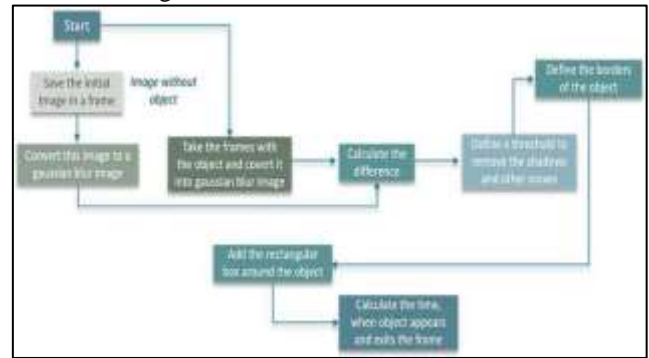 Start
Save the initial
Image in a frame
Image without
object
Convert this image to a
gaussian blur image
Take the frames with
the object and covert it
into gaussian blur image
Calculate the
difference
Define a threshold to
remove the shadows
and other noises
Define the borders
of the object
Add the rectangular
box around the object
Calculate the time,
when object appears
and exits the frame